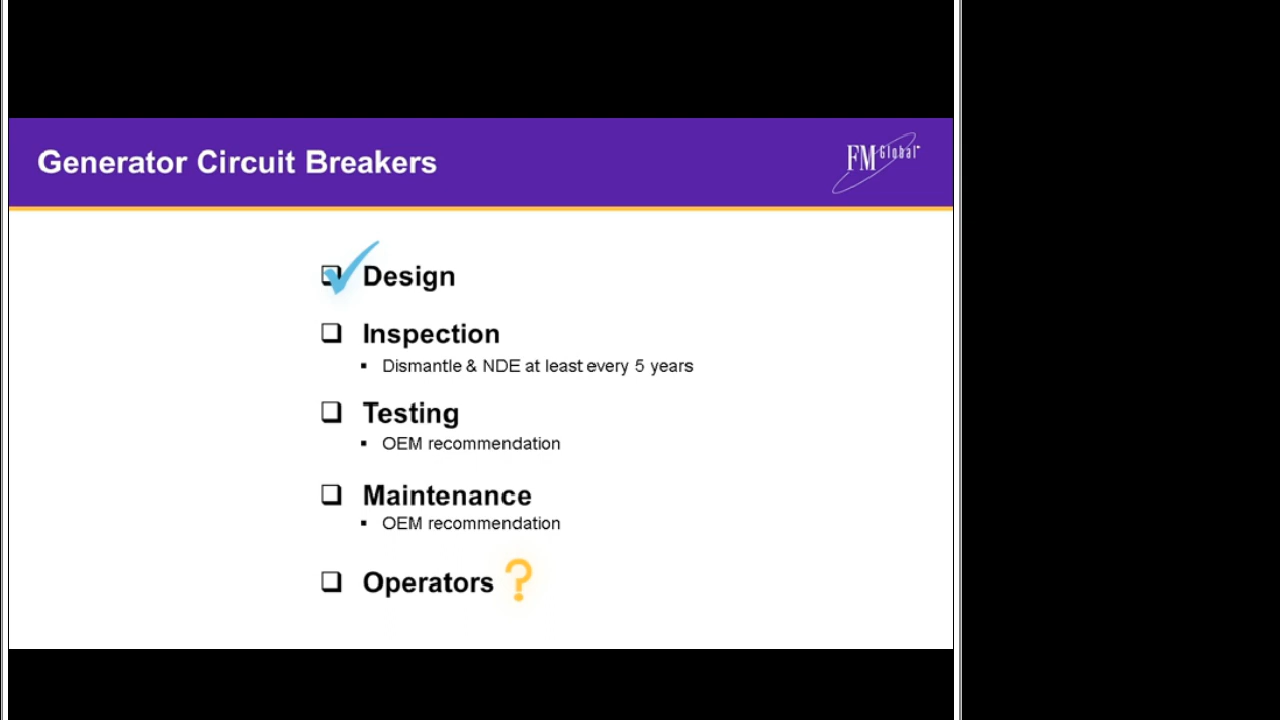 Generator Circuit Breakers
FM Global
Design
Inspection
▪ Dismantle & NDE at least every 5 years
Testing
▪ OEM recommendation
Maintenance
▪ OEM recommendation
Operators ?